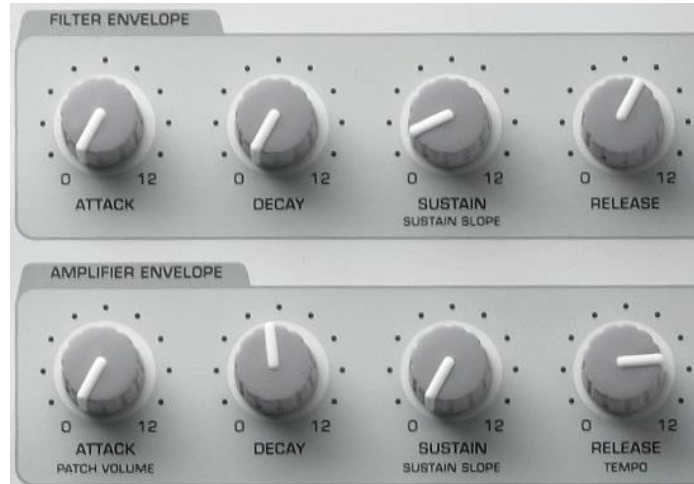 FILTER ENVELOPE
0 12 0 12 0 12 0 12
ATTACK DECAY SUSTAIN RELEASE
SUSTAIN SLOPE
AMPLIFIER ENVELOPE
0 12 0 12 0 12 0 12
ATTACK DECAY SUSTAIN RELEASE
PATCH VOLUME SUSTAIN SLOPE TEMPO